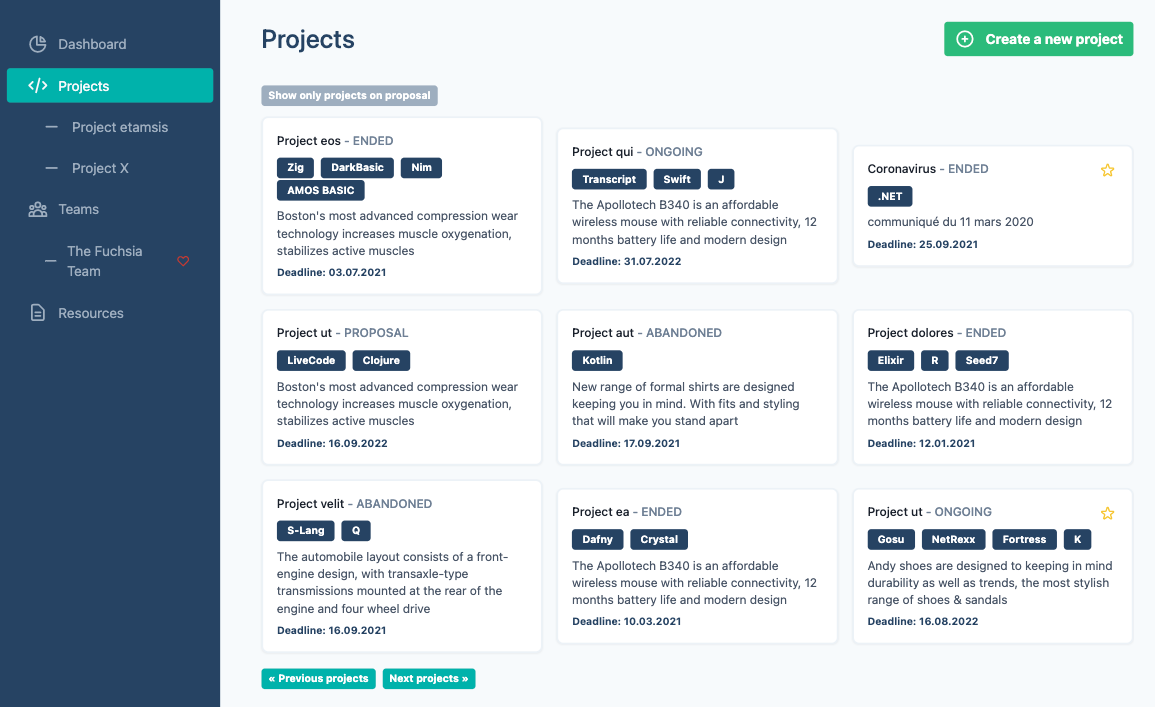 Dashboard
Projects
Project etamsis
Project X
Teams
The Fuchsia
Team
Resources
Projects
Create a new project
Show only projects on proposal
Project eos - ENDED
Zig DarkBasic Nim
AMOS BASIC
Boston's most advanced compression wear
technology increases muscle oxygenation,
stabilizes active muscles
Deadline: 03.07.2021
Project qui - ONGOING
Transcript Swift J
The Apollotech B340 is an affordable
wireless mouse with reliable connectivity, 12
months battery life and modern design
Deadline: 31.07.2022
Coronavirus - ENDED
.NET
communiqué du 11 mars 2020
Deadline: 25.09.2021
Project ut - PROPOSAL
LiveCode Clojure
Boston's most advanced compression wear
technology increases muscle oxygenation,
stabilizes active muscles
Deadline: 16.09.2022
Project aut - ABANDONED
Kotlin
New range of formal shirts are designed
keeping you in mind. With fits and styling
that will make you stand apart
Deadline: 17.09.2021
Project dolores - ENDED
Elixir R Seed7
The Apollotech B340 is an affordable
wireless mouse with reliable connectivity, 12
months battery life and modern design
Deadline: 12.01.2021
Project velit - ABANDONED
S-Lang Q
The automobile layout consists of a front-
engine design, with transaxle-type
transmissions mounted at the rear of the
engine and four wheel drive
Deadline: 16.09.2021
Project ea - ENDED
Dafny Crystal
The Apollotech B340 is an affordable
wireless mouse with reliable connectivity, 12
months battery life and modern design
Deadline: 10.03.2021
Project ut - ONGOING
Gosu NetRexx Fortress K
Andy shoes are designed to keeping in mind
durability as well as trends, the most stylish
range of shoes & sandals
Deadline: 16.08.2022
« Previous projects Next projects »